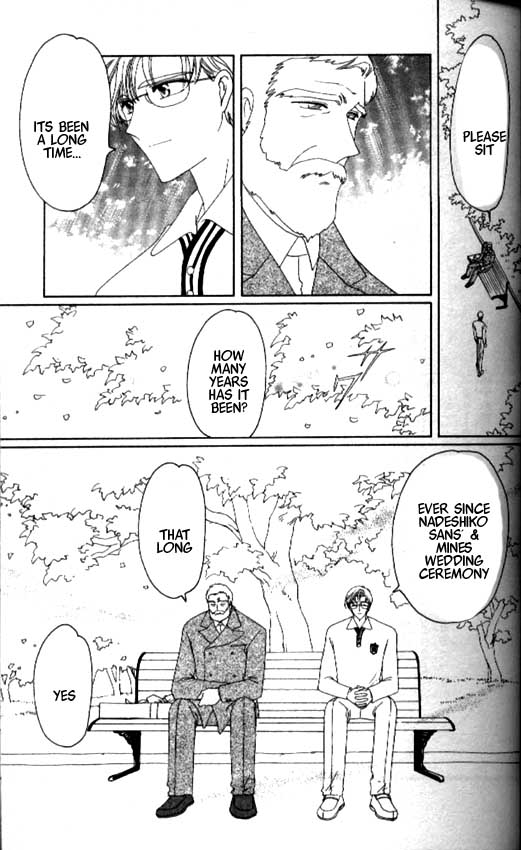 PLEASE
SIT
ITS BEEN
A LONG
TIME...
HOW
MANY
YEARS
HAS IT
BEEN?
EVER SINCE
NADESHIKO
SANS' &
MINES
WEDDING
CEREMONY
THAT
LONG
YES